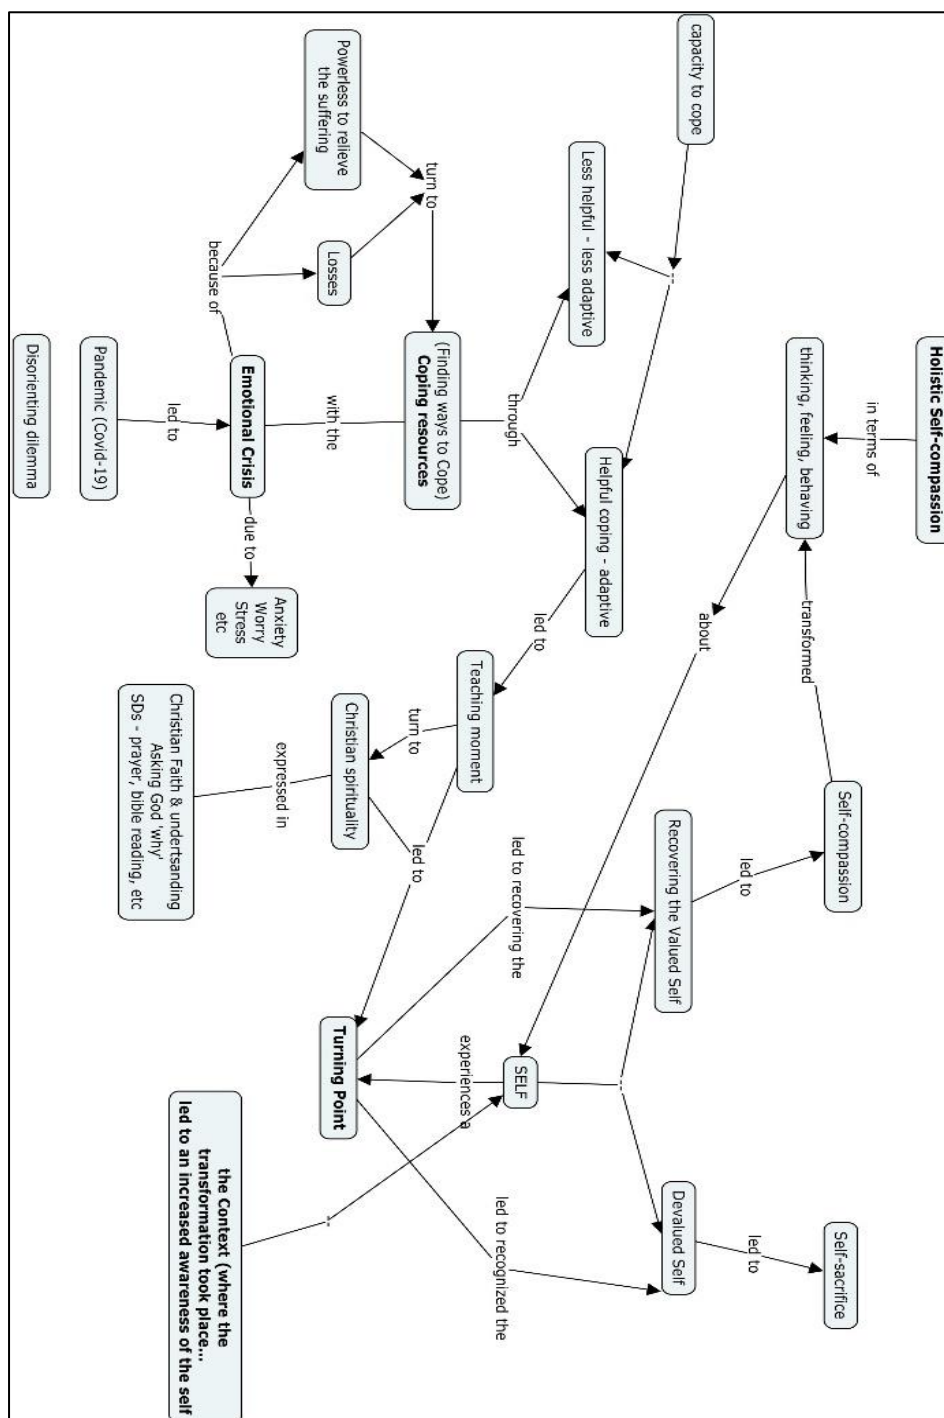 Holistic Self-compassion
in terms of
Self-compassion
Self-sacrifice
thinking, feeling, behaving
transformed
led to
led to
capacity to cope
about
Recovering the Valued Self
Devalued Self
--
--
Helpful coping - adaptive
Less helpful -
less adaptive
led to
SELF
through
led to recovering the
led to recognized the
Teaching moment
experiences a
turn to
(Finding ways to Cope)
Coping resources
turn to
led to
Christian spirituality
Turning Point
Powerless to relieve
the suffering
Losses
with the
--
expressed in
Emotional Crisis
due to
Anxiety
Worry
Stress
etc
because of
led to
the Context (where the
transformation took place...
led to an increased awareness of the self
Christian Faith & undertsanding
Asking God 'why'
SDs - prayer, bible reading, etc
Pandemic (Covid-19)
Disorienting dilemma